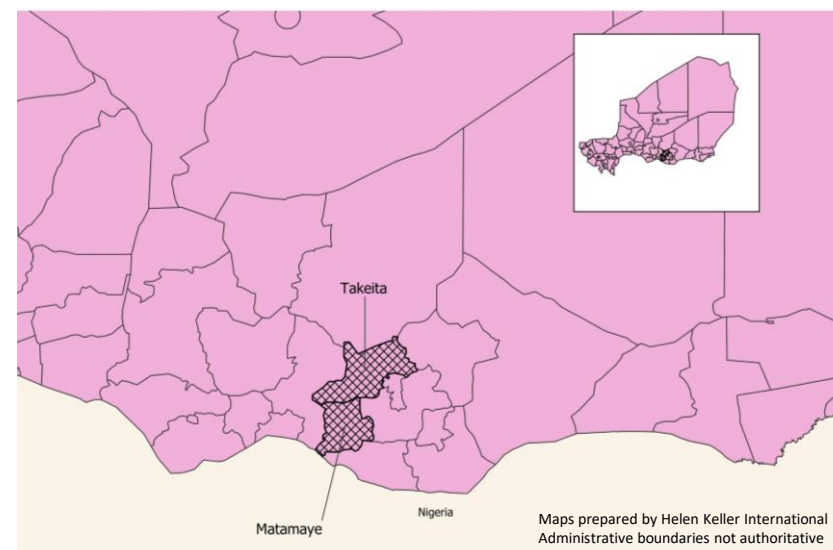 Takeita
Matamaye
Nigeria
Maps prepared by Helen Keller International
Administrative boundaries not authoritative